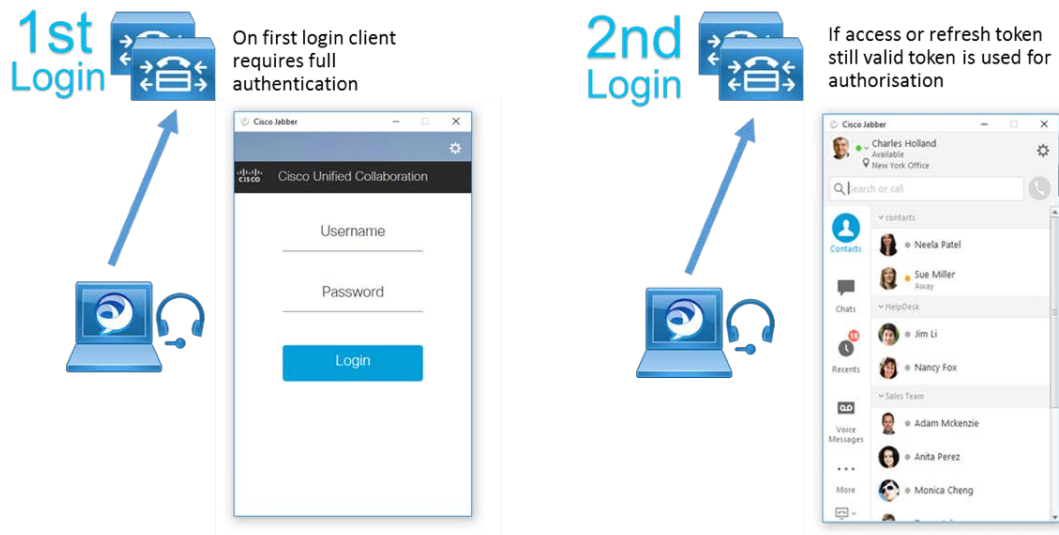 1st
Login
On first login client
requires full
authentication
Cisco Jabber
CISCO
Cisco Unified Collaboration
Username
Password
Login
2nd
Login
If access or refresh token
still valid token is used for
authorisation
Cisco Jabber
Charles Holland
Available
New York Office
Search or call
contacts
Contacts
Neela Patel
Sue Miller
Away
Chats
HelpDesk
18
Jim Li
Recents
Nancy Fox
Sales Team
Voice
Messages
Adam Mckenzie
Anita Perez
More
Monica Cheng